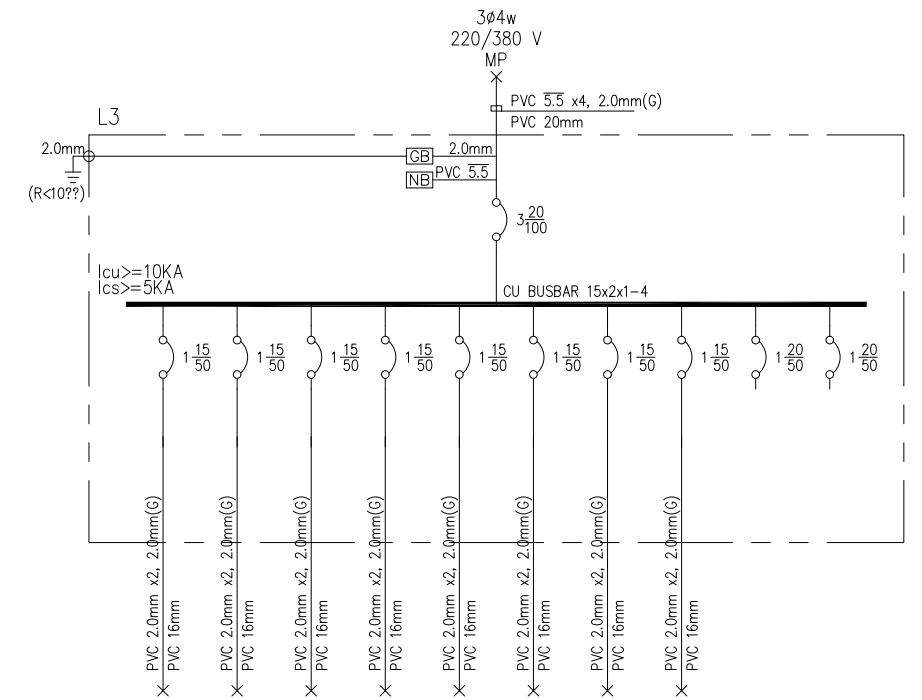 3ø4w
220/380 V
MP
PVC 5.5 x4, 2.0mm(G)
PVC 20mm
L3
2.0mm
GB
2.0mm
NB
PVC 5.5
(R<10??)
3 20/100
Icu>=10KA
Ics>=5KA
CU BUSBAR 15x2x1-4
1 15/50
1 15/50
1 15/50
1 15/50
1 15/50
1 15/50
1 15/50
1 15/50
1 20/50
1 20/50
PVC 2.0mm x2, 2.0mm(G)
PVC 16mm
PVC 2.0mm x2, 2.0mm(G)
PVC 16mm
PVC 2.0mm x2, 2.0mm(G)
PVC 16mm
PVC 2.0mm x2, 2.0mm(G)
PVC 16mm
PVC 2.0mm x2, 2.0mm(G)
PVC 16mm
PVC 2.0mm x2, 2.0mm(G)
PVC 16mm
PVC 2.0mm x2, 2.0mm(G)
PVC 16mm
PVC 2.0mm x2, 2.0mm(G)
PVC 16mm